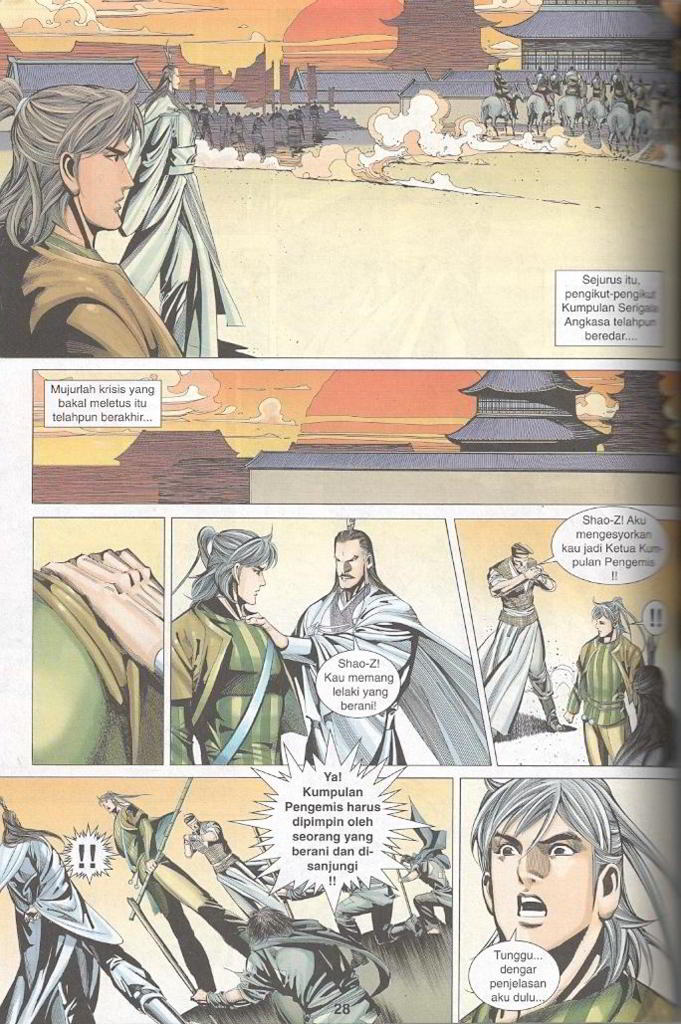 Sejurus itu,
pengikut-pengikut
Kumpulan Serigala
Angkasa telahpun
beredar....
Mujurlah krisis yang
bakal meletus itu
telahpun berakhir...
Shao-Z!
Kau memang
lelaki yang
berani!
Shao-Z! Aku
mengesyorkan
kau jadi Ketua Kum-
pulan Pengemis
!!
!!
!!
Ya!
Kumpulan
Pengemis harus
dipimpin oleh
seorang yang
berani dan di-
sanjungi
!!
Tunggu...
dengar
penjelasan
aku dulu...
28